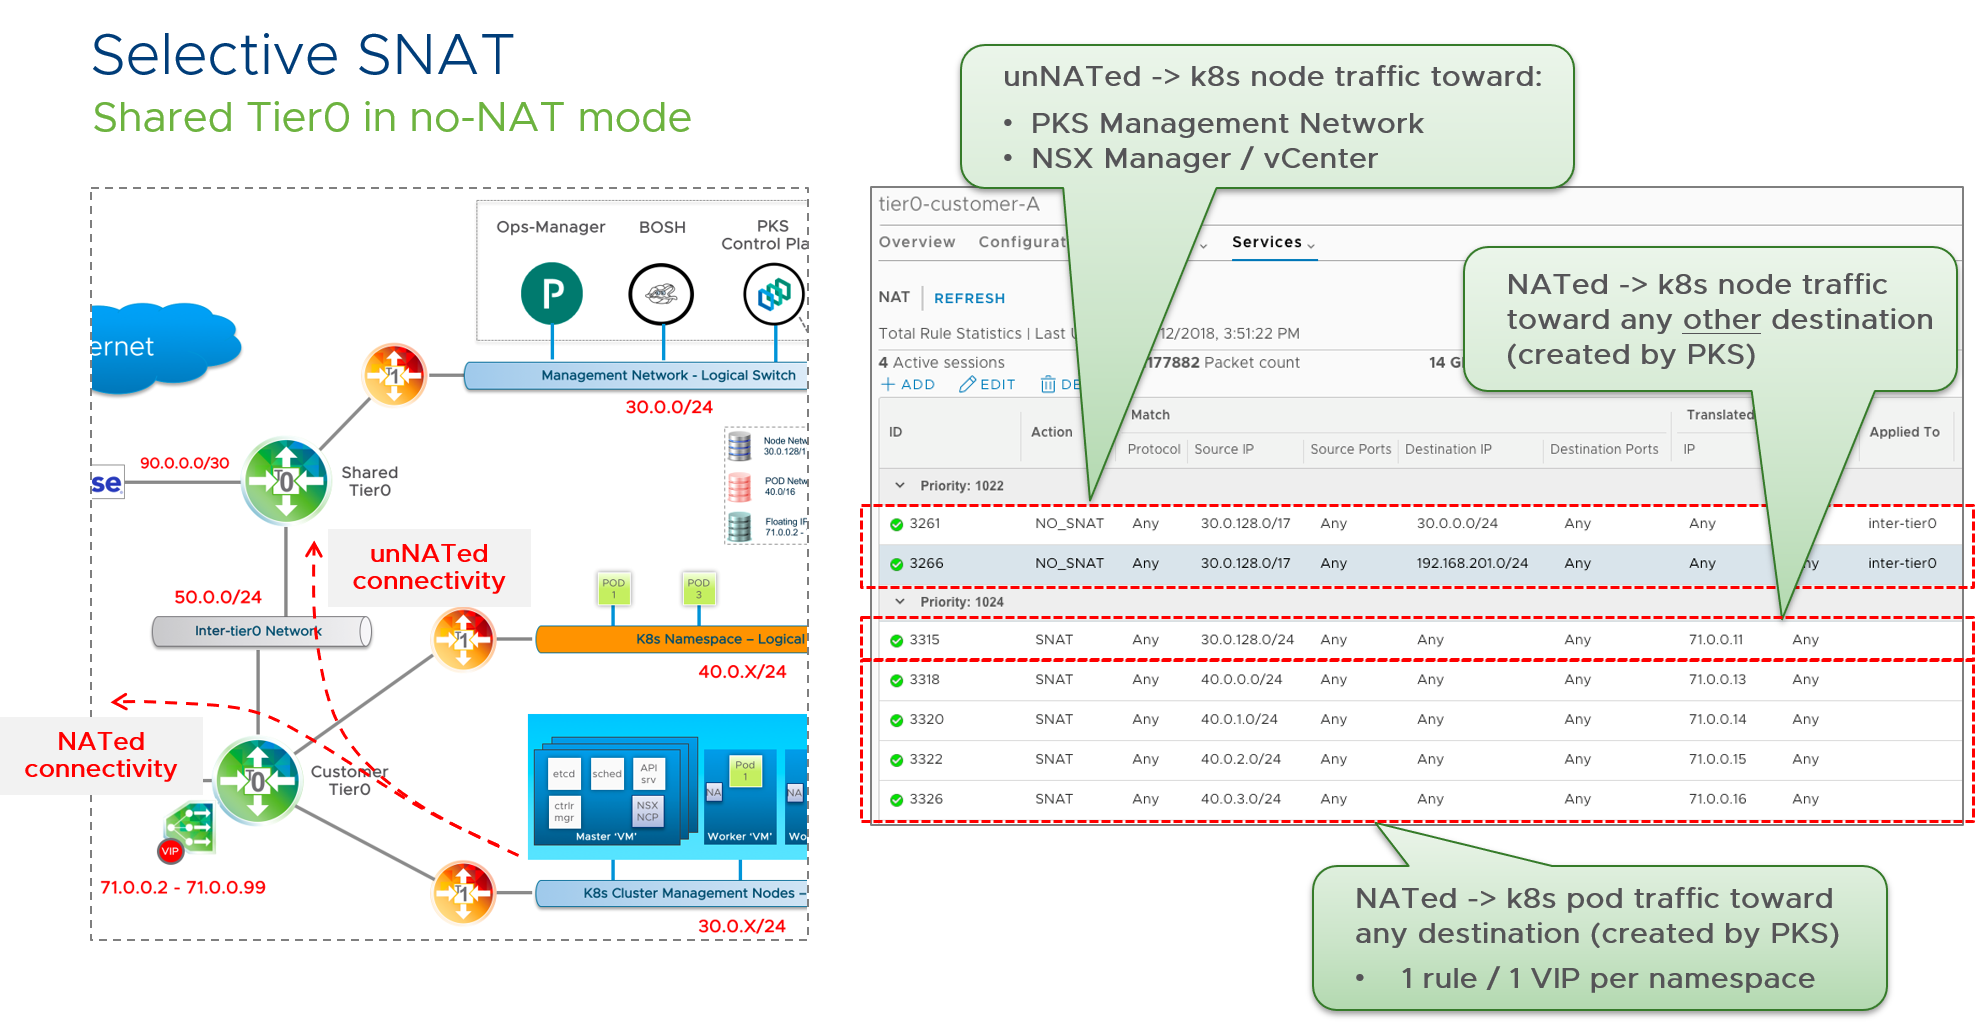 Selective SNAT
Shared Tier0 in no-NAT mode
Ops-Manager
BOSH
PKS
Control Pla
P
ernet
T1
Management Network - Logical Switch
30.0.0/24
90.0.0.0/30
se
T0
Shared
Tier0
Node Netw
30.0.128/1
POD Netw
40.0/16
Floating IF
71.0.0.2 -
unNATed
connectivity
50.0.0/24
Inter-tier0 Network
POD
1
POD
3
T1
K8s Namespace – Logical
40.0.X/24
NATed
connectivity
T0
Customer
Tier0
etcd
sched
API
srv
ctrlr
mgr
NSX
NCP
Master 'VM'
NA
Pod
1
Worker 'VM'
NA
Wo
VIP
71.0.0.2 - 71.0.0.99
T1
K8s Cluster Management Nodes –
30.0.X/24
unNATed -> k8s node traffic toward:
• PKS Management Network
• NSX Manager / vCenter
tier0-customer-A
Overview Configurat Services
NAT REFRESH
Total Rule Statistics | Last U 12/2018, 3:51:22 PM
4 Active sessions 177882 Packet count 14 G
+ ADD EDIT DE
NATed -> k8s node traffic
toward any other destination
(created by PKS)
ID Action Match Translated Applied To
Protocol Source IP Source Ports Destination IP Destination Ports IP
Priority: 1022
3261 NO_SNAT Any 30.0.128.0/17 Any 30.0.0.0/24 Any Any inter-tier0
3266 NO_SNAT Any 30.0.128.0/17 Any 192.168.201.0/24 Any Any ny inter-tier0
Priority: 1024
3315 SNAT Any 30.0.128.0/24 Any Any Any 71.0.0.11 Any
3318 SNAT Any 40.0.0.0/24 Any Any Any 71.0.0.13 Any
3320 SNAT Any 40.0.1.0/24 Any Any Any 71.0.0.14 Any
3322 SNAT Any 40.0.2.0/24 Any Any Any 71.0.0.15 Any
3326 SNAT Any 40.0.3.0/24 Any Any Any 71.0.0.16 Any
NATed -> k8s pod traffic toward
any destination (created by PKS)
• 1 rule / 1 VIP per namespace